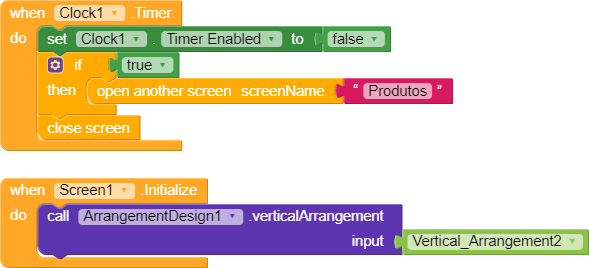 when Clock1 .Timer
do set Clock1 . Timer Enabled to false
if true
then open another screen screenName " Produtos "
close screen
when Screen1 .Initialize
do call ArrangementDesign1 .verticalArrangement
input Vertical_Arrangement2